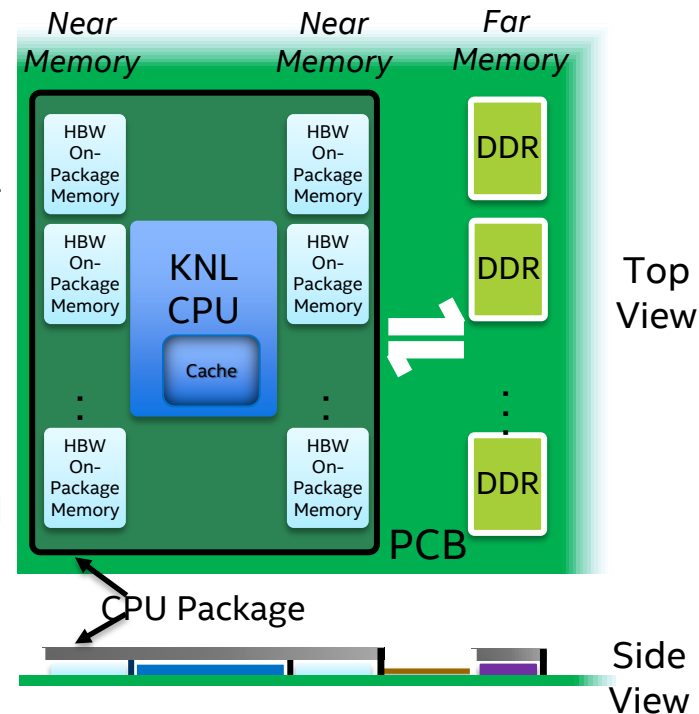 Near
Memory
Near
Memory
Far
Memory
HBW
On-
Package
Memory
HBW
On-
Package
Memory
DDR
HBW
On-
Package
Memory
KNL
CPU
Cache
HBW
On-
Package
Memory
DDR
Top
View
HBW
On-
Package
Memory
HBW
On-
Package
Memory
DDR
PCB
CPU Package
Side
View